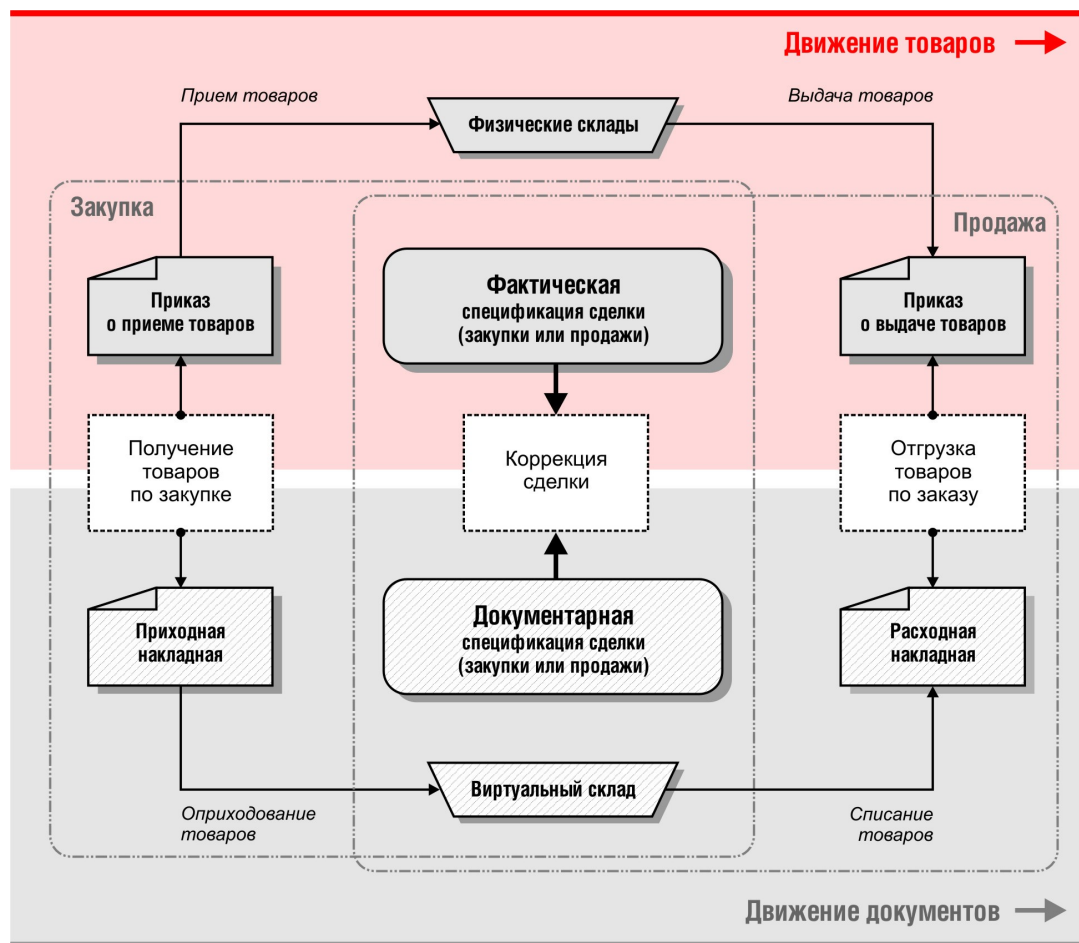 Движение товаров
Прием товаров
Физические склады
Выдача товаров
Закупка
Продажа
Приказ
о приеме товаров
Фактическая
спецификация сделки
(закупки или продажи)
Приказ
о выдаче товаров
Получение
товаров
по закупке
Коррекция
сделки
Отгрузка
товаров
по заказу
Приходная
накладная
Документарная
спецификация сделки
(закупки или продажи)
Расходная
накладная
Виртуальный склад
Оприходование
товаров
Списание
товаров
Движение документов